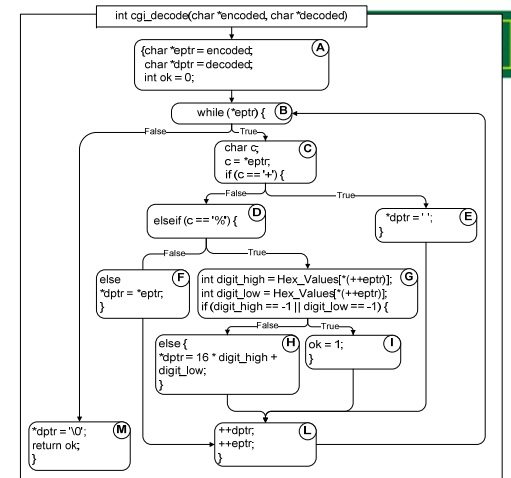 int cgi_decode(char *encoded, char *decoded)
A
{char *eptr = encoded;
char *dptr = decoded;
int ok = 0;
while (*eptr) {
B
False
True
C
char c;
c = *eptr;
if (c == '+') {
False
True
D
elseif (c == '%') {
E
*dptr = ' ';
}
False
True
F
else
*dptr = *eptr;
}
G
int digit_high = Hex_Values[*(++eptr)];
int digit_low = Hex_Values[*(++eptr)];
if (digit_high == -1 || digit_low == -1) {
False
True
H
else {
*dptr = 16 * digit_high +
digit_low;
}
I
ok = 1;
}
M
*dptr = '\0';
return ok;
}
L
++dptr;
++eptr;
}